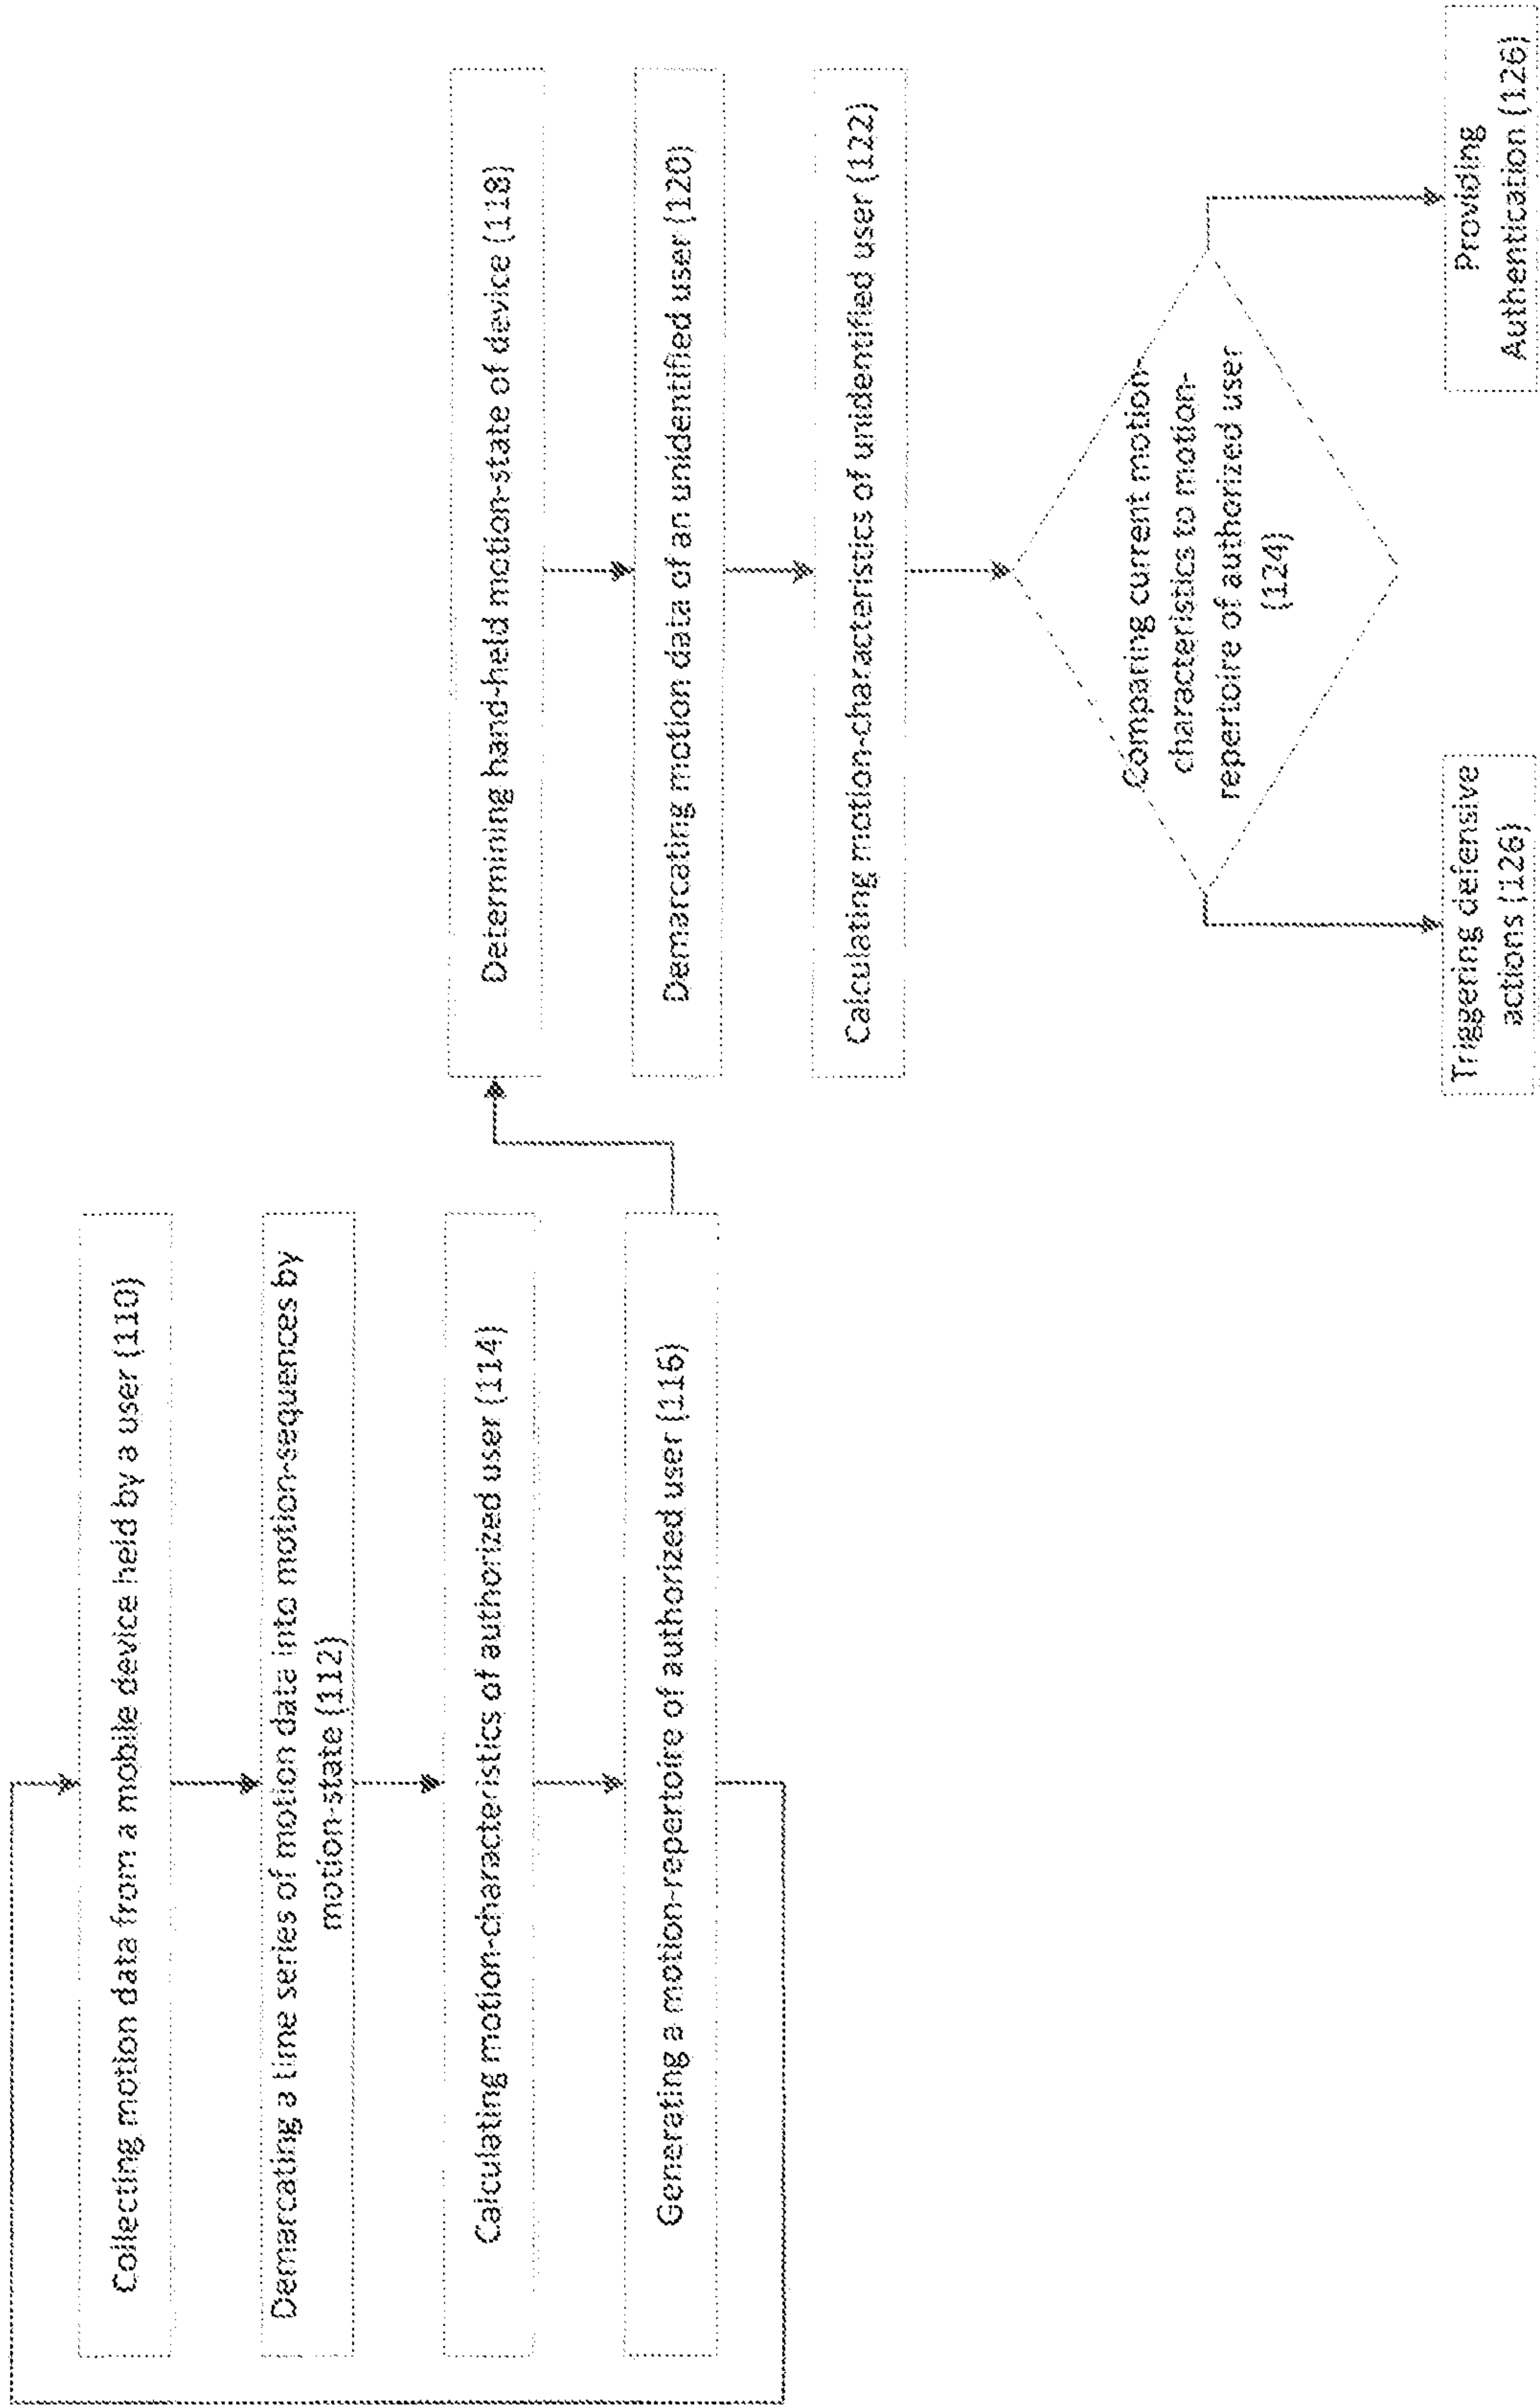 Collecting motion data from a mobile device held by a user (110)
Demarcating a time series of motion data into motion-sequences by
motion-state (112)
Calculating motion-characteristics of authorized user (114)
Generating a motion-repertoire of authorized user (116)
Determining hand-held motion-state of device (118)
Demarcating motion data of an unidentified user (120)
Calculating motion-characteristics of unidentified user (122)
Comparing current motion-
characteristics to motion-
repertoire of authorized user
(124)
Triggering defensive
actions (126)
Providing
Authentication (126)